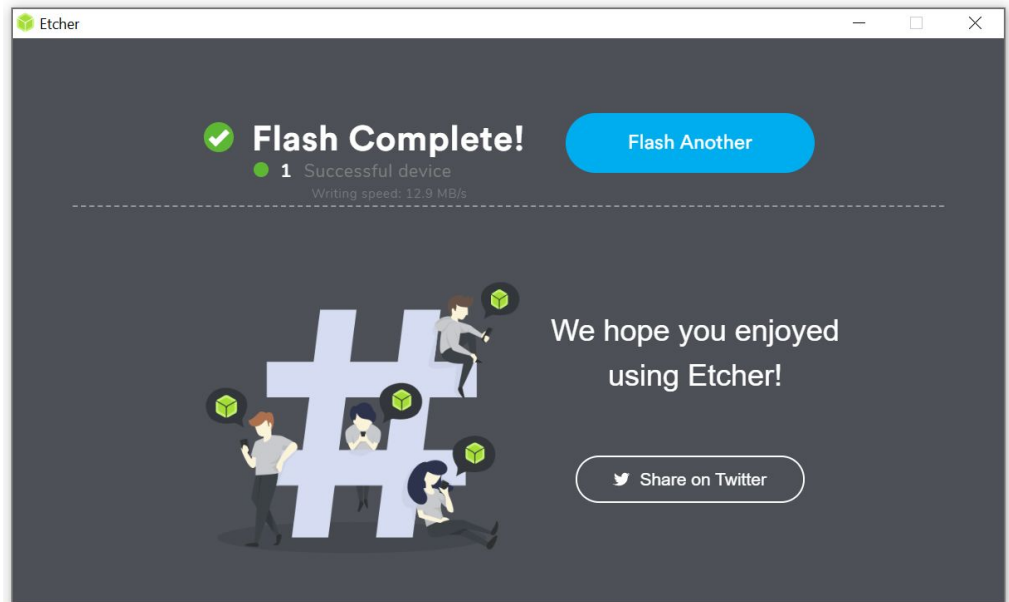 Etcher
Flash Complete!
Flash Another
1 Successful device
Writing speed: 12.9 MB/s
We hope you enjoyed
using Etcher!
Share on Twitter